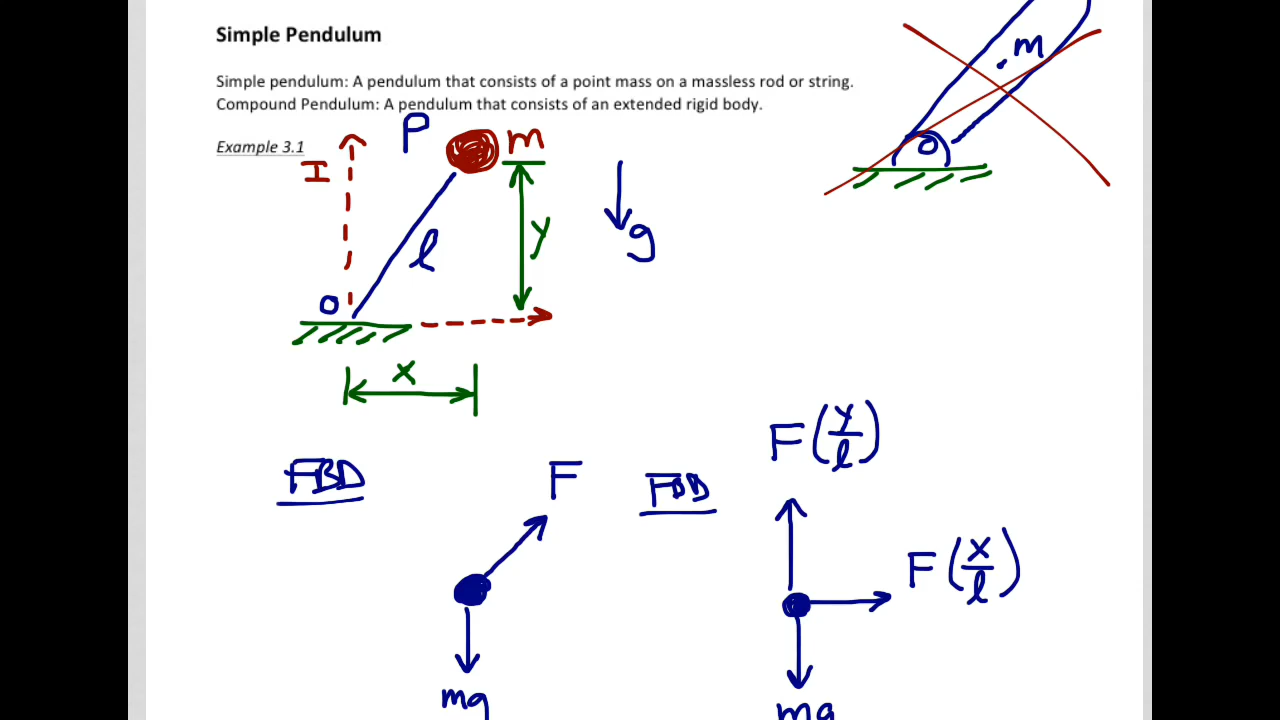 Simple Pendulum
Simple pendulum: A pendulum that consists of a point mass on a massless rod or string.
Compound Pendulum: A pendulum that consists of an extended rigid body.
Example 3.1
I
P
m
l
y
g
O
x
m
O
FBD
F
mg
FBD
F(y/l)
F(x/l)
mg